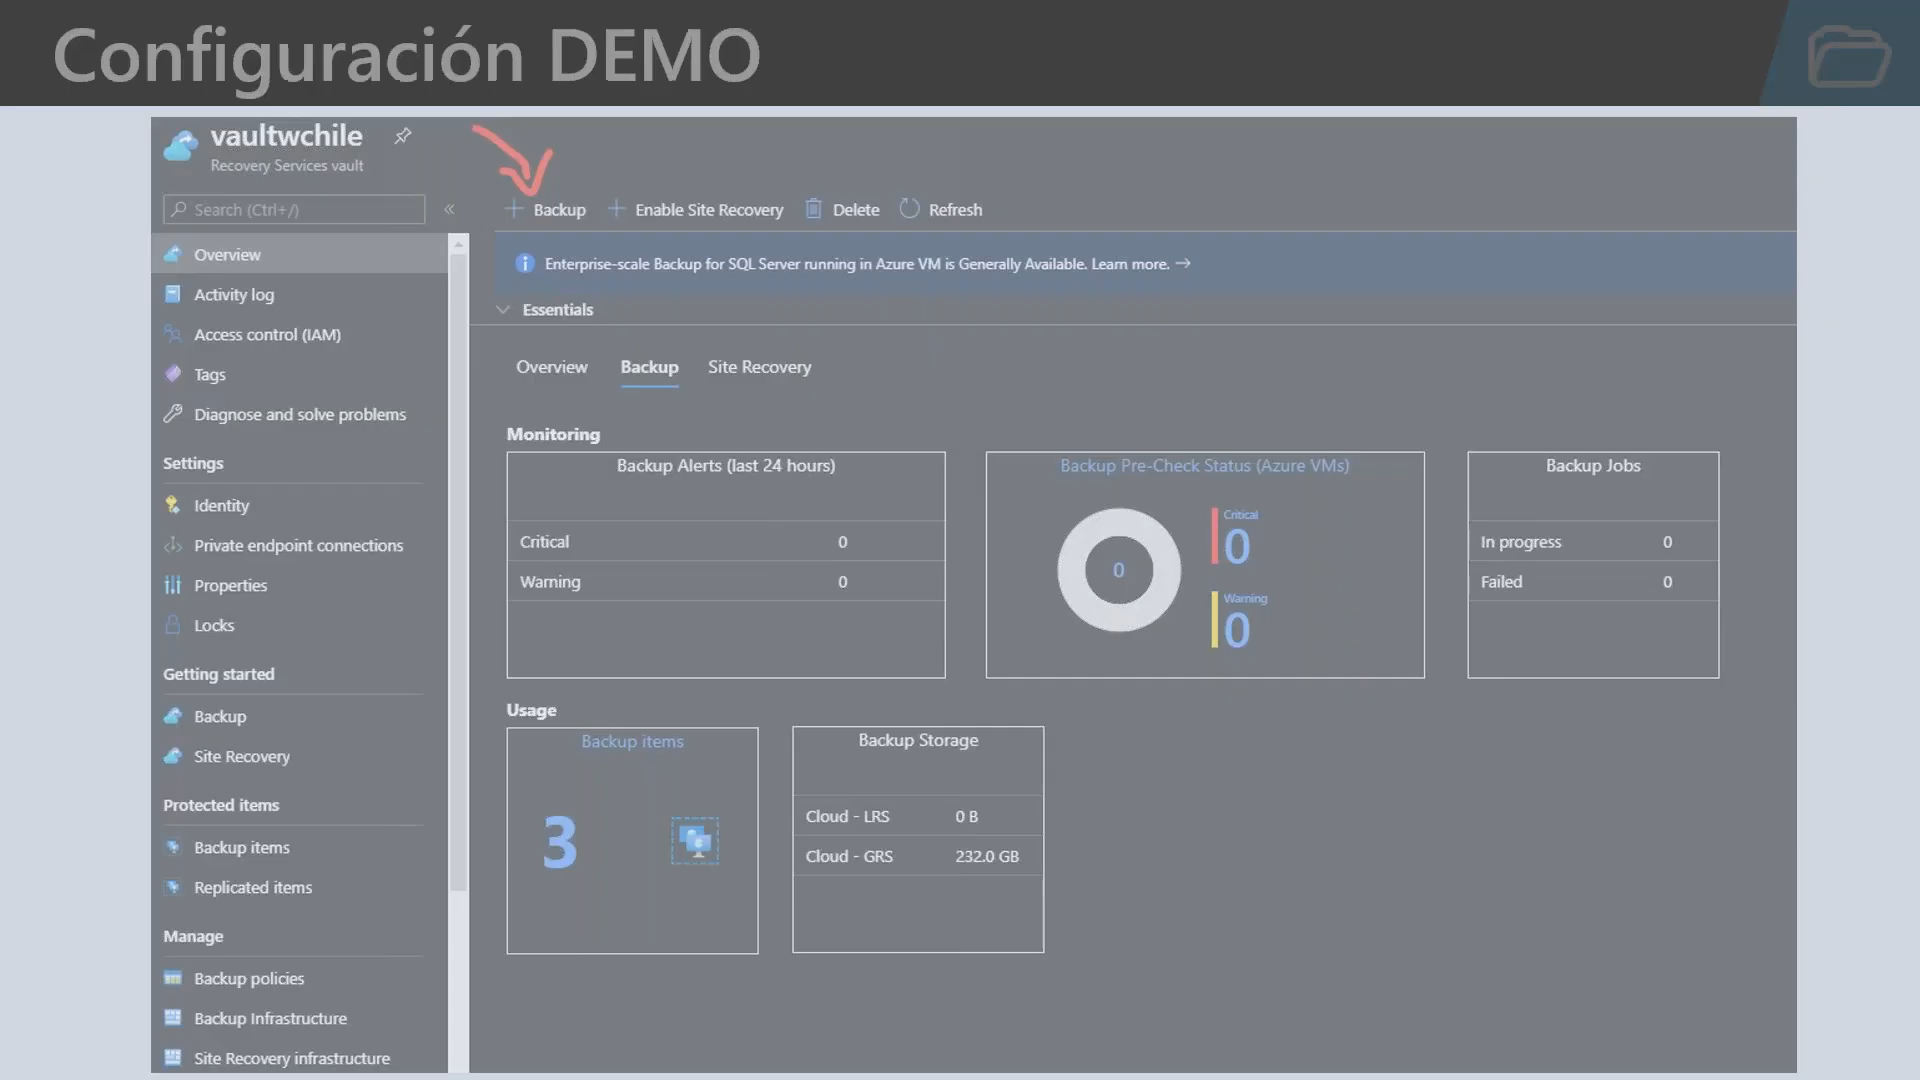 Configuración DEMO
vaultwchile
Recovery Services vault
Search (Ctrl+/)
«
Overview
Activity log
Access control (IAM)
Tags
Diagnose and solve problems
Settings
Identity
Private endpoint connections
Properties
Locks
Getting started
Backup
Site Recovery
Protected items
Backup items
Replicated items
Manage
Backup policies
Backup Infrastructure
Site Recovery infrastructure
+ Backup + Enable Site Recovery Delete Refresh
Enterprise-scale Backup for SQL Server running in Azure VM is Generally Available. Learn more. →
Essentials
Overview Backup Site Recovery
Monitoring
Backup Alerts (last 24 hours)
Critical 0
Warning 0
Backup Pre-Check Status (Azure VMs)
0
Critical
0
Warning
0
Backup Jobs
In progress 0
Failed 0
Usage
Backup items
3
Backup Storage
Cloud - LRS 0 B
Cloud - GRS 232.0 GB